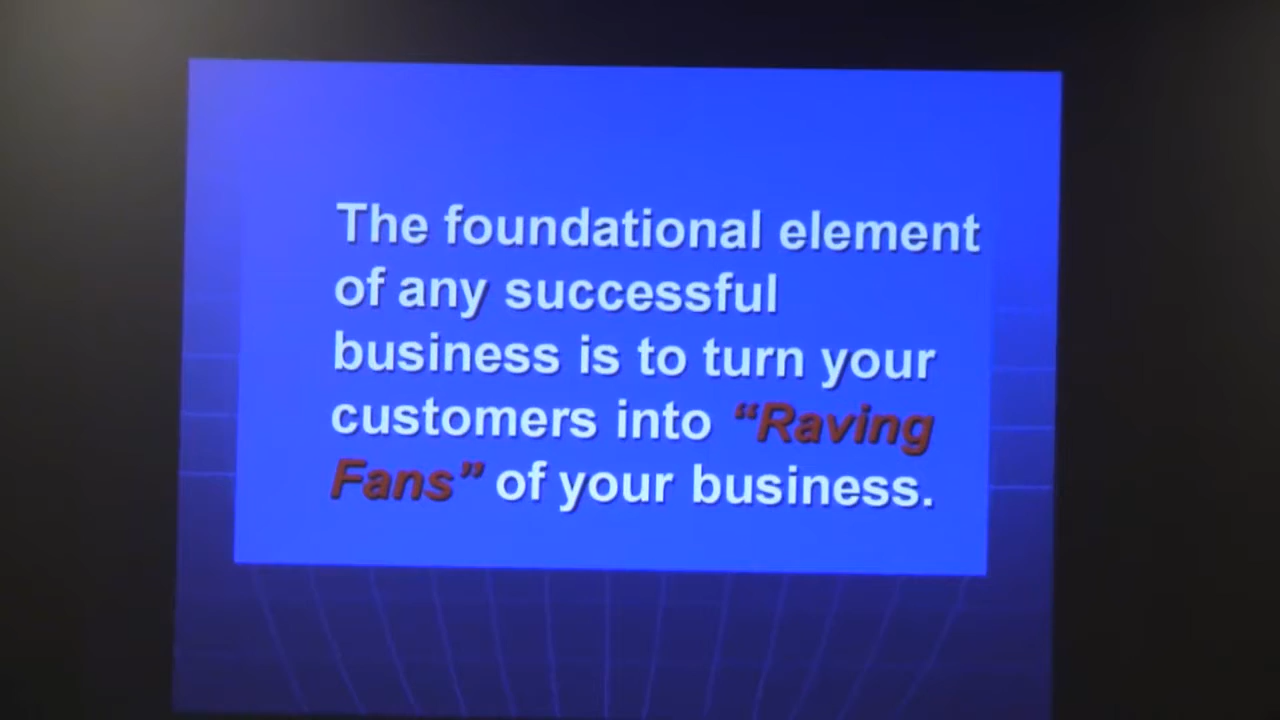 The foundational element
of any successful
business is to turn your
customers into “Raving
Fans” of your business.